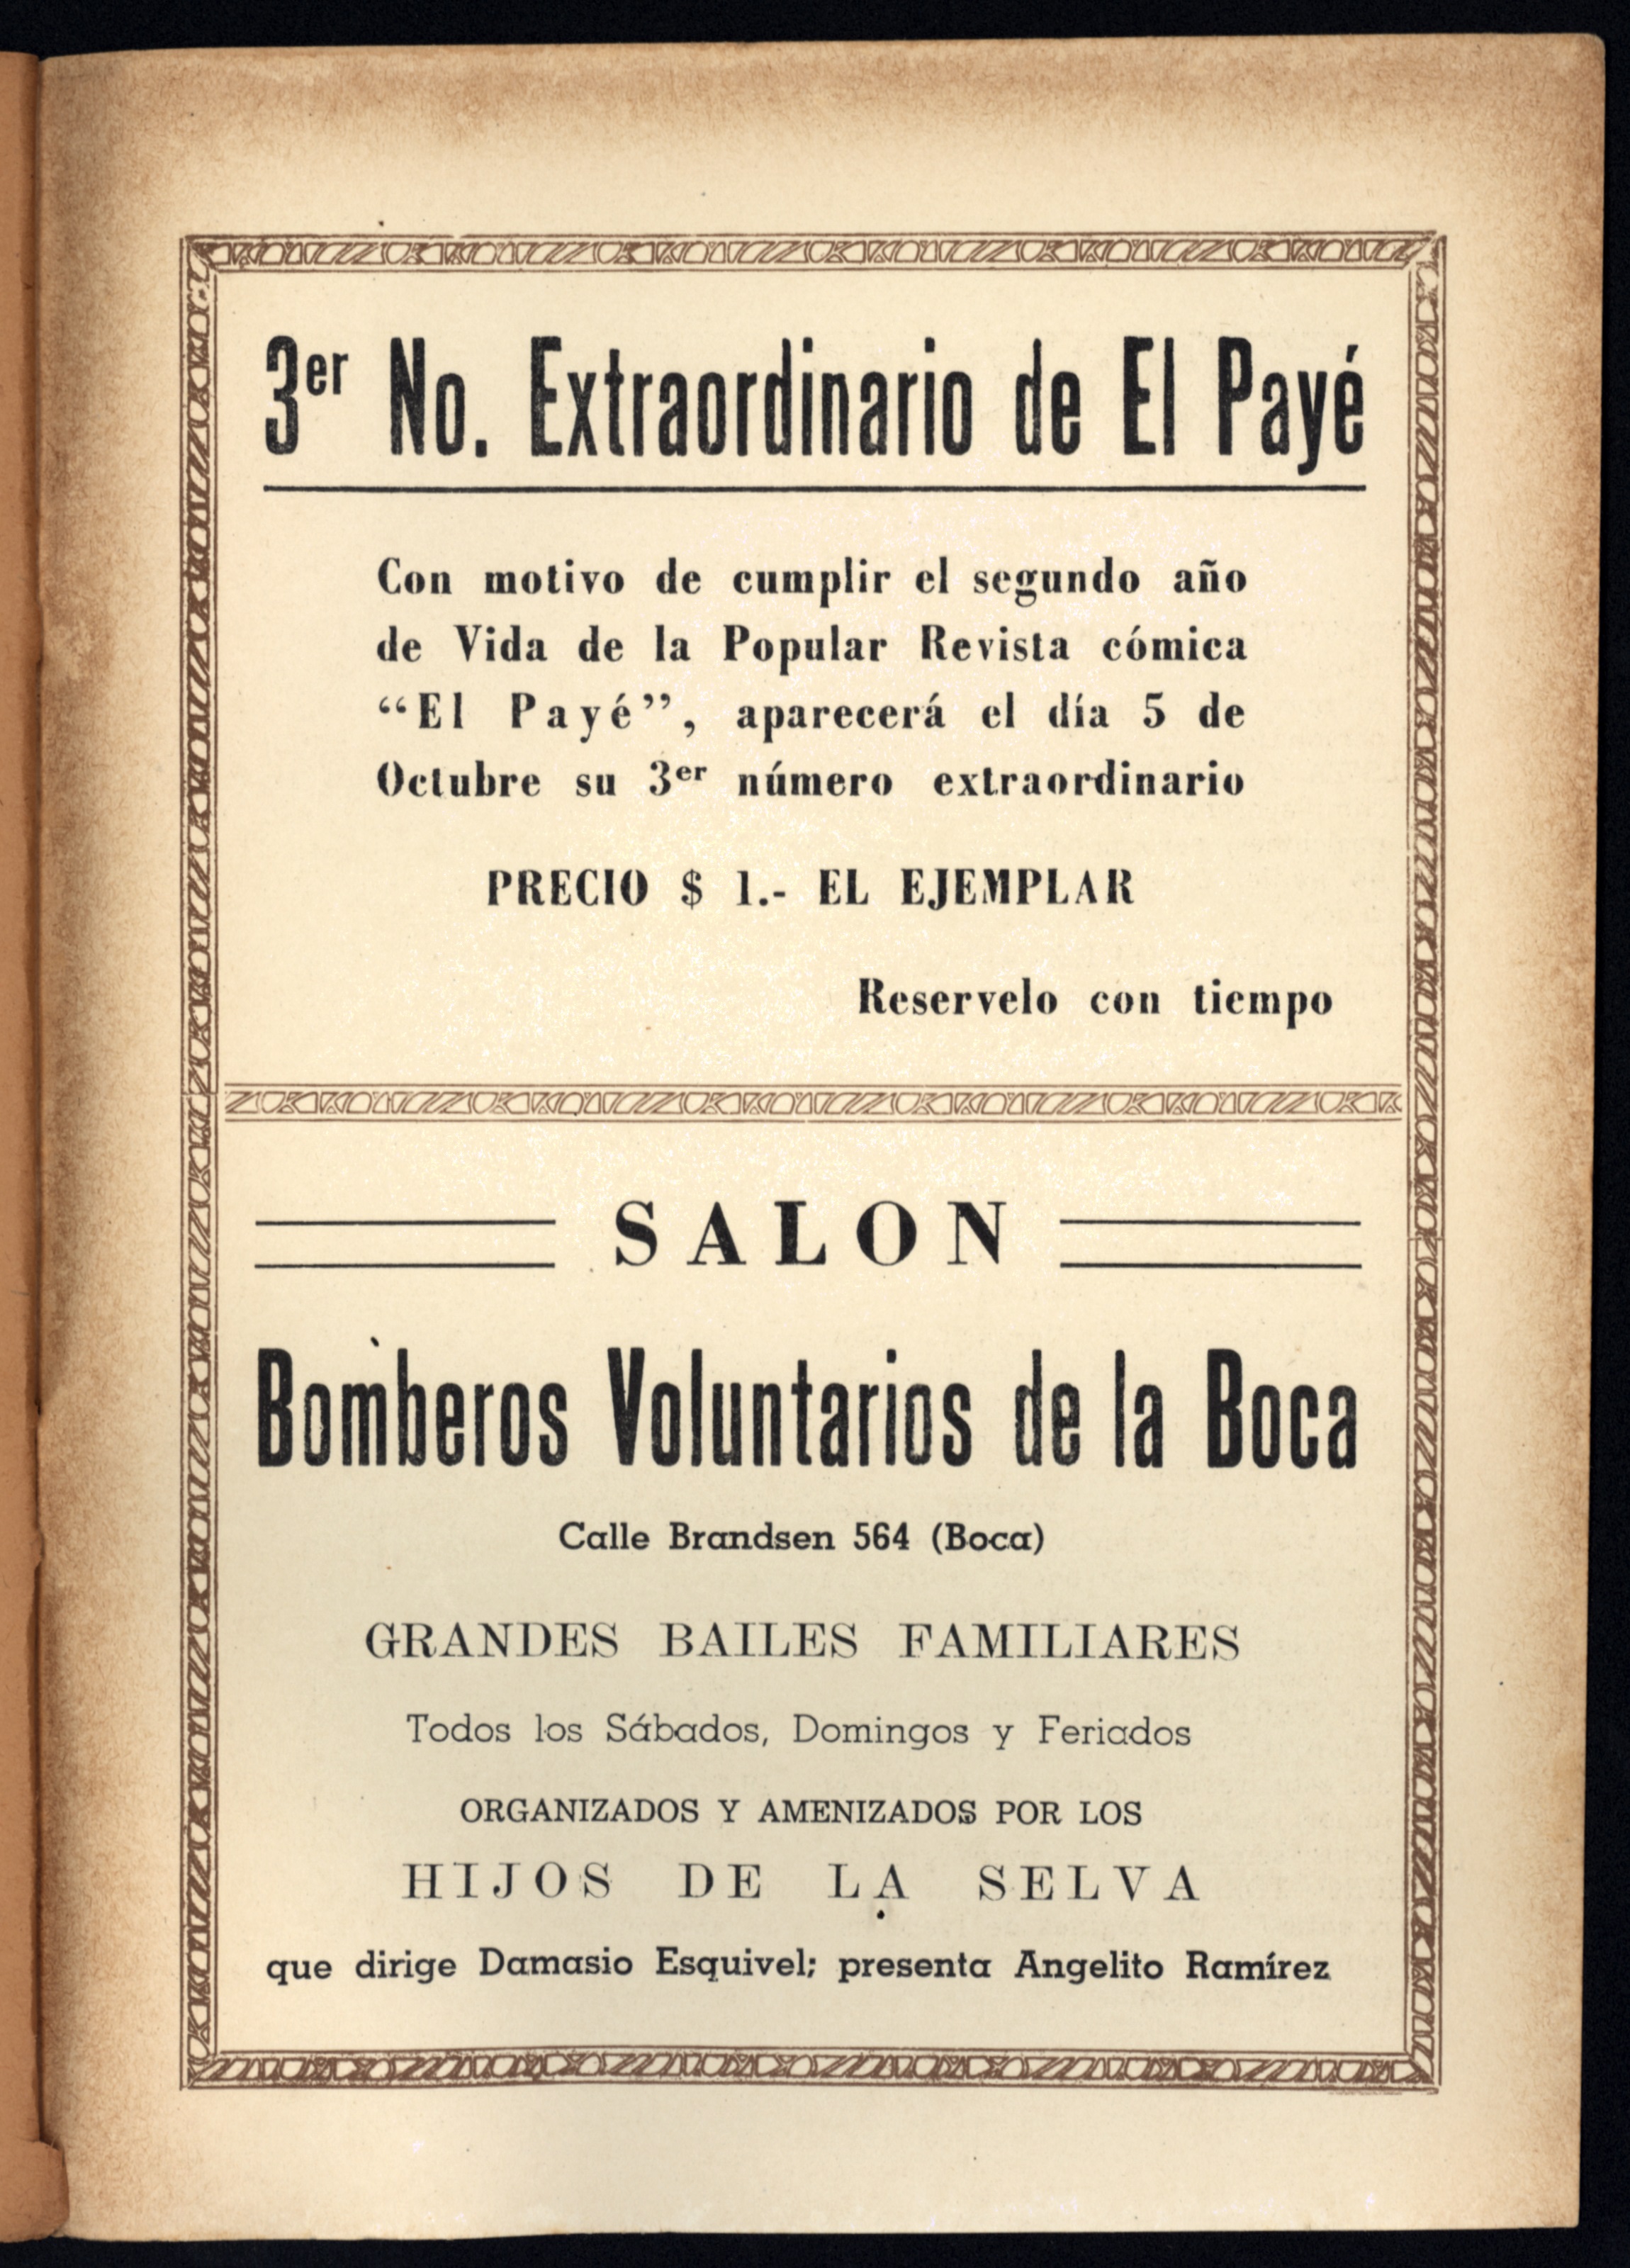 3er No. Extraordinario de El Payé
Con motivo de cumplir el segundo año
de Vida de la Popular Revista cómica
“El Payé”, aparecerá el día 5 de
Octubre su 3er número extraordinario
PRECIO $ 1.- EL EJEMPLAR
Reservelo con tiempo
SALON
Bomberos Voluntarios de la Boca
Calle Brandsen 564 (Boca)
GRANDES BAILES FAMILIARES
Todos los Sábados, Domingos y Feriados
ORGANIZADOS Y AMENIZADOS POR LOS
HIJOS DE LA SELVA
que dirige Damasio Esquivel; presenta Angelito Ramírez